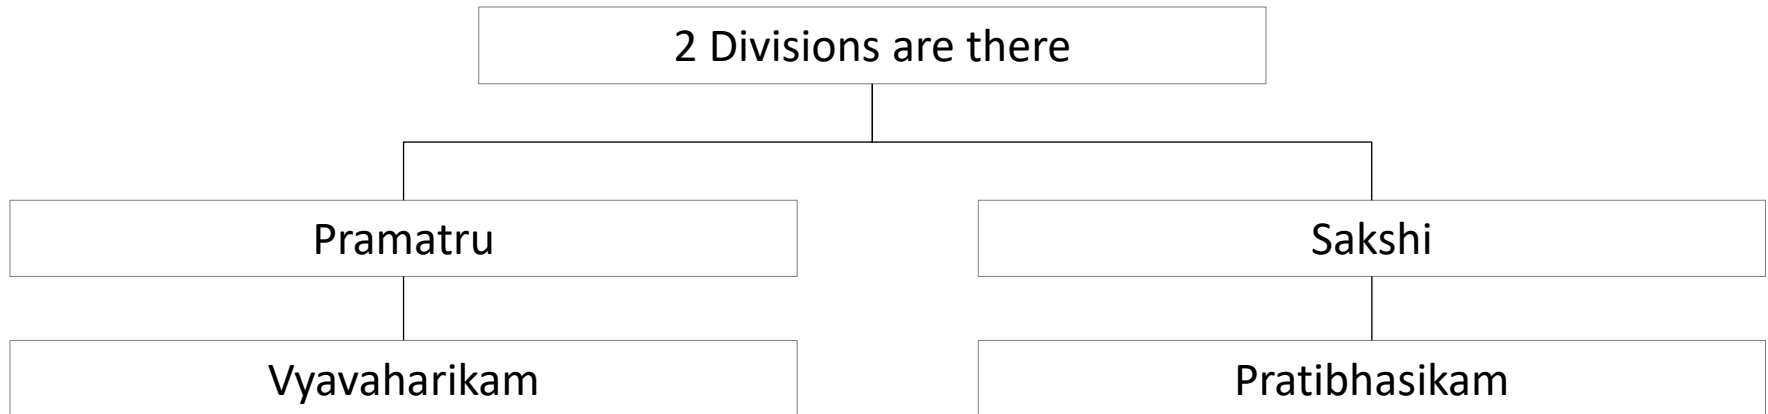 2 Divisions are there
Pramatru
Sakshi
Vyavaharikam
Pratibhasikam